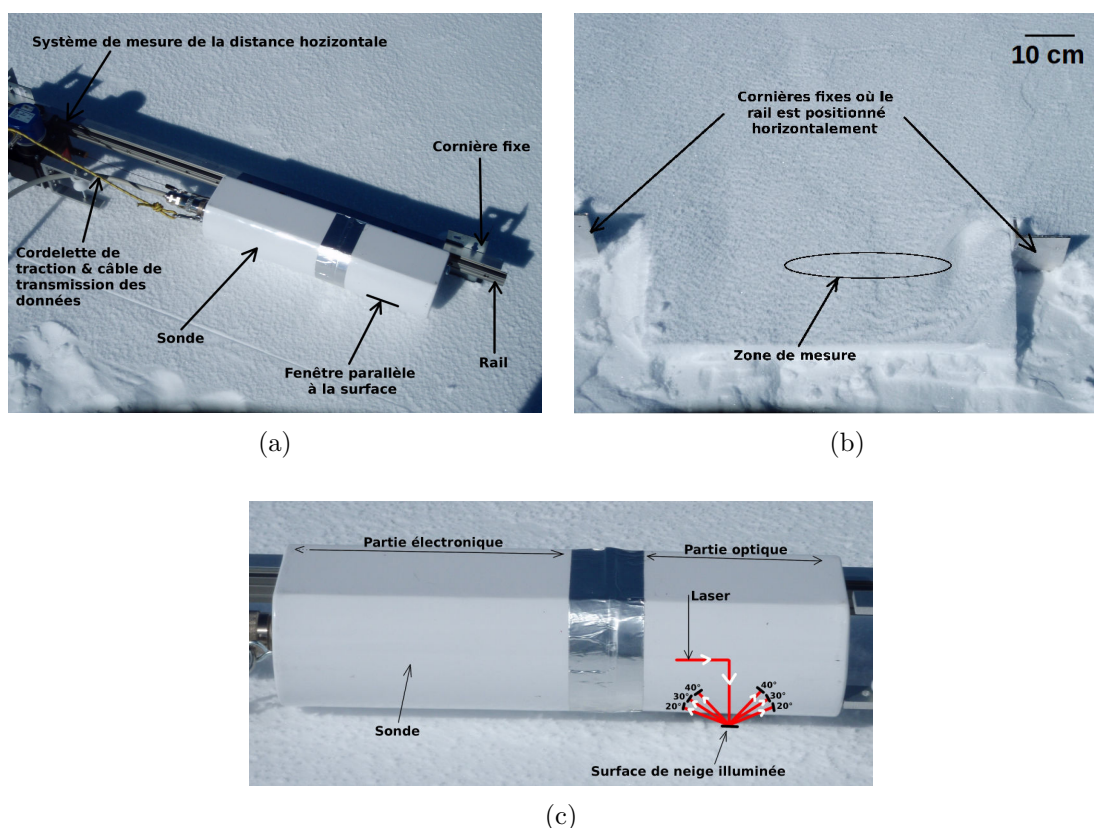 Système de mesure de la distance hozizontale
Cornière fixe
Cordelette de
traction & câble de
transmission des
données
Sonde
Fenêtre parallèle
à la surface
Rail
(a)
10 cm
Cornières fixes où le
rail est positionné
horizontalement
Zone de mesure
(b)
Partie électronique
Partie optique
Laser
40°
30°
20°
40°
30°
20°
Sonde
Surface de neige illuminée
(c)